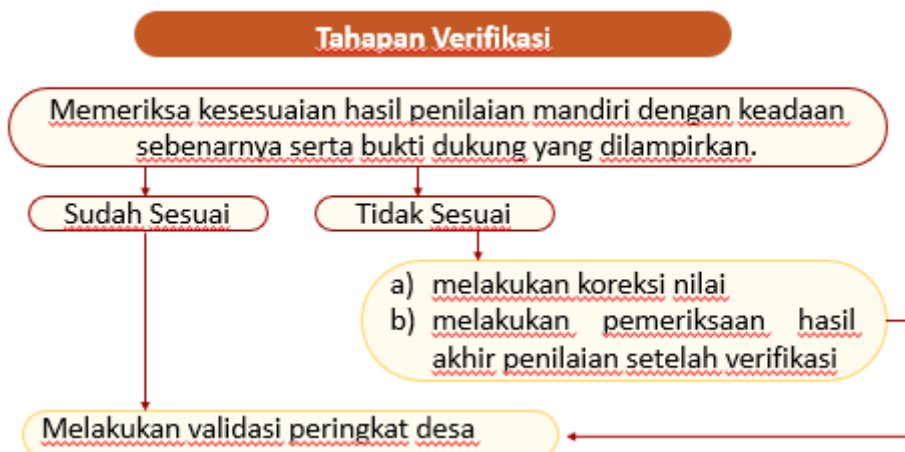 Tahapan Verifikasi
Memeriksa kesesuaian hasil penilaian mandiri dengan keadaan
sebenarnya serta bukti dukung yang dilampirkan.
Sudah Sesuai
Tidak Sesuai
a) melakukan koreksi nilai
b) melakukan pemeriksaan hasil
akhir penilaian setelah verifikasi
Melakukan validasi peringkat desa